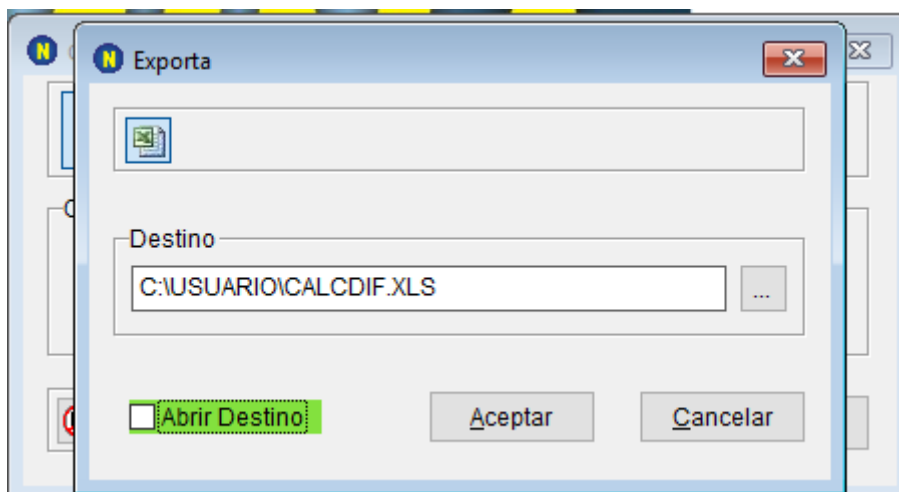 N
N Exporta
Destino
C:\USUARIO\CALCDIF.XLS
...
Abrir Destino
Aceptar
Cancelar